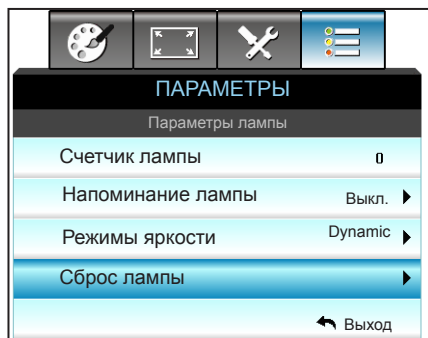 ПАРАМЕТРЫ
Параметры лампы
Счетчик лампы 0
Напоминание лампы Выкл.
Режимы яркости Dynamic
Сброс лампы
Выход